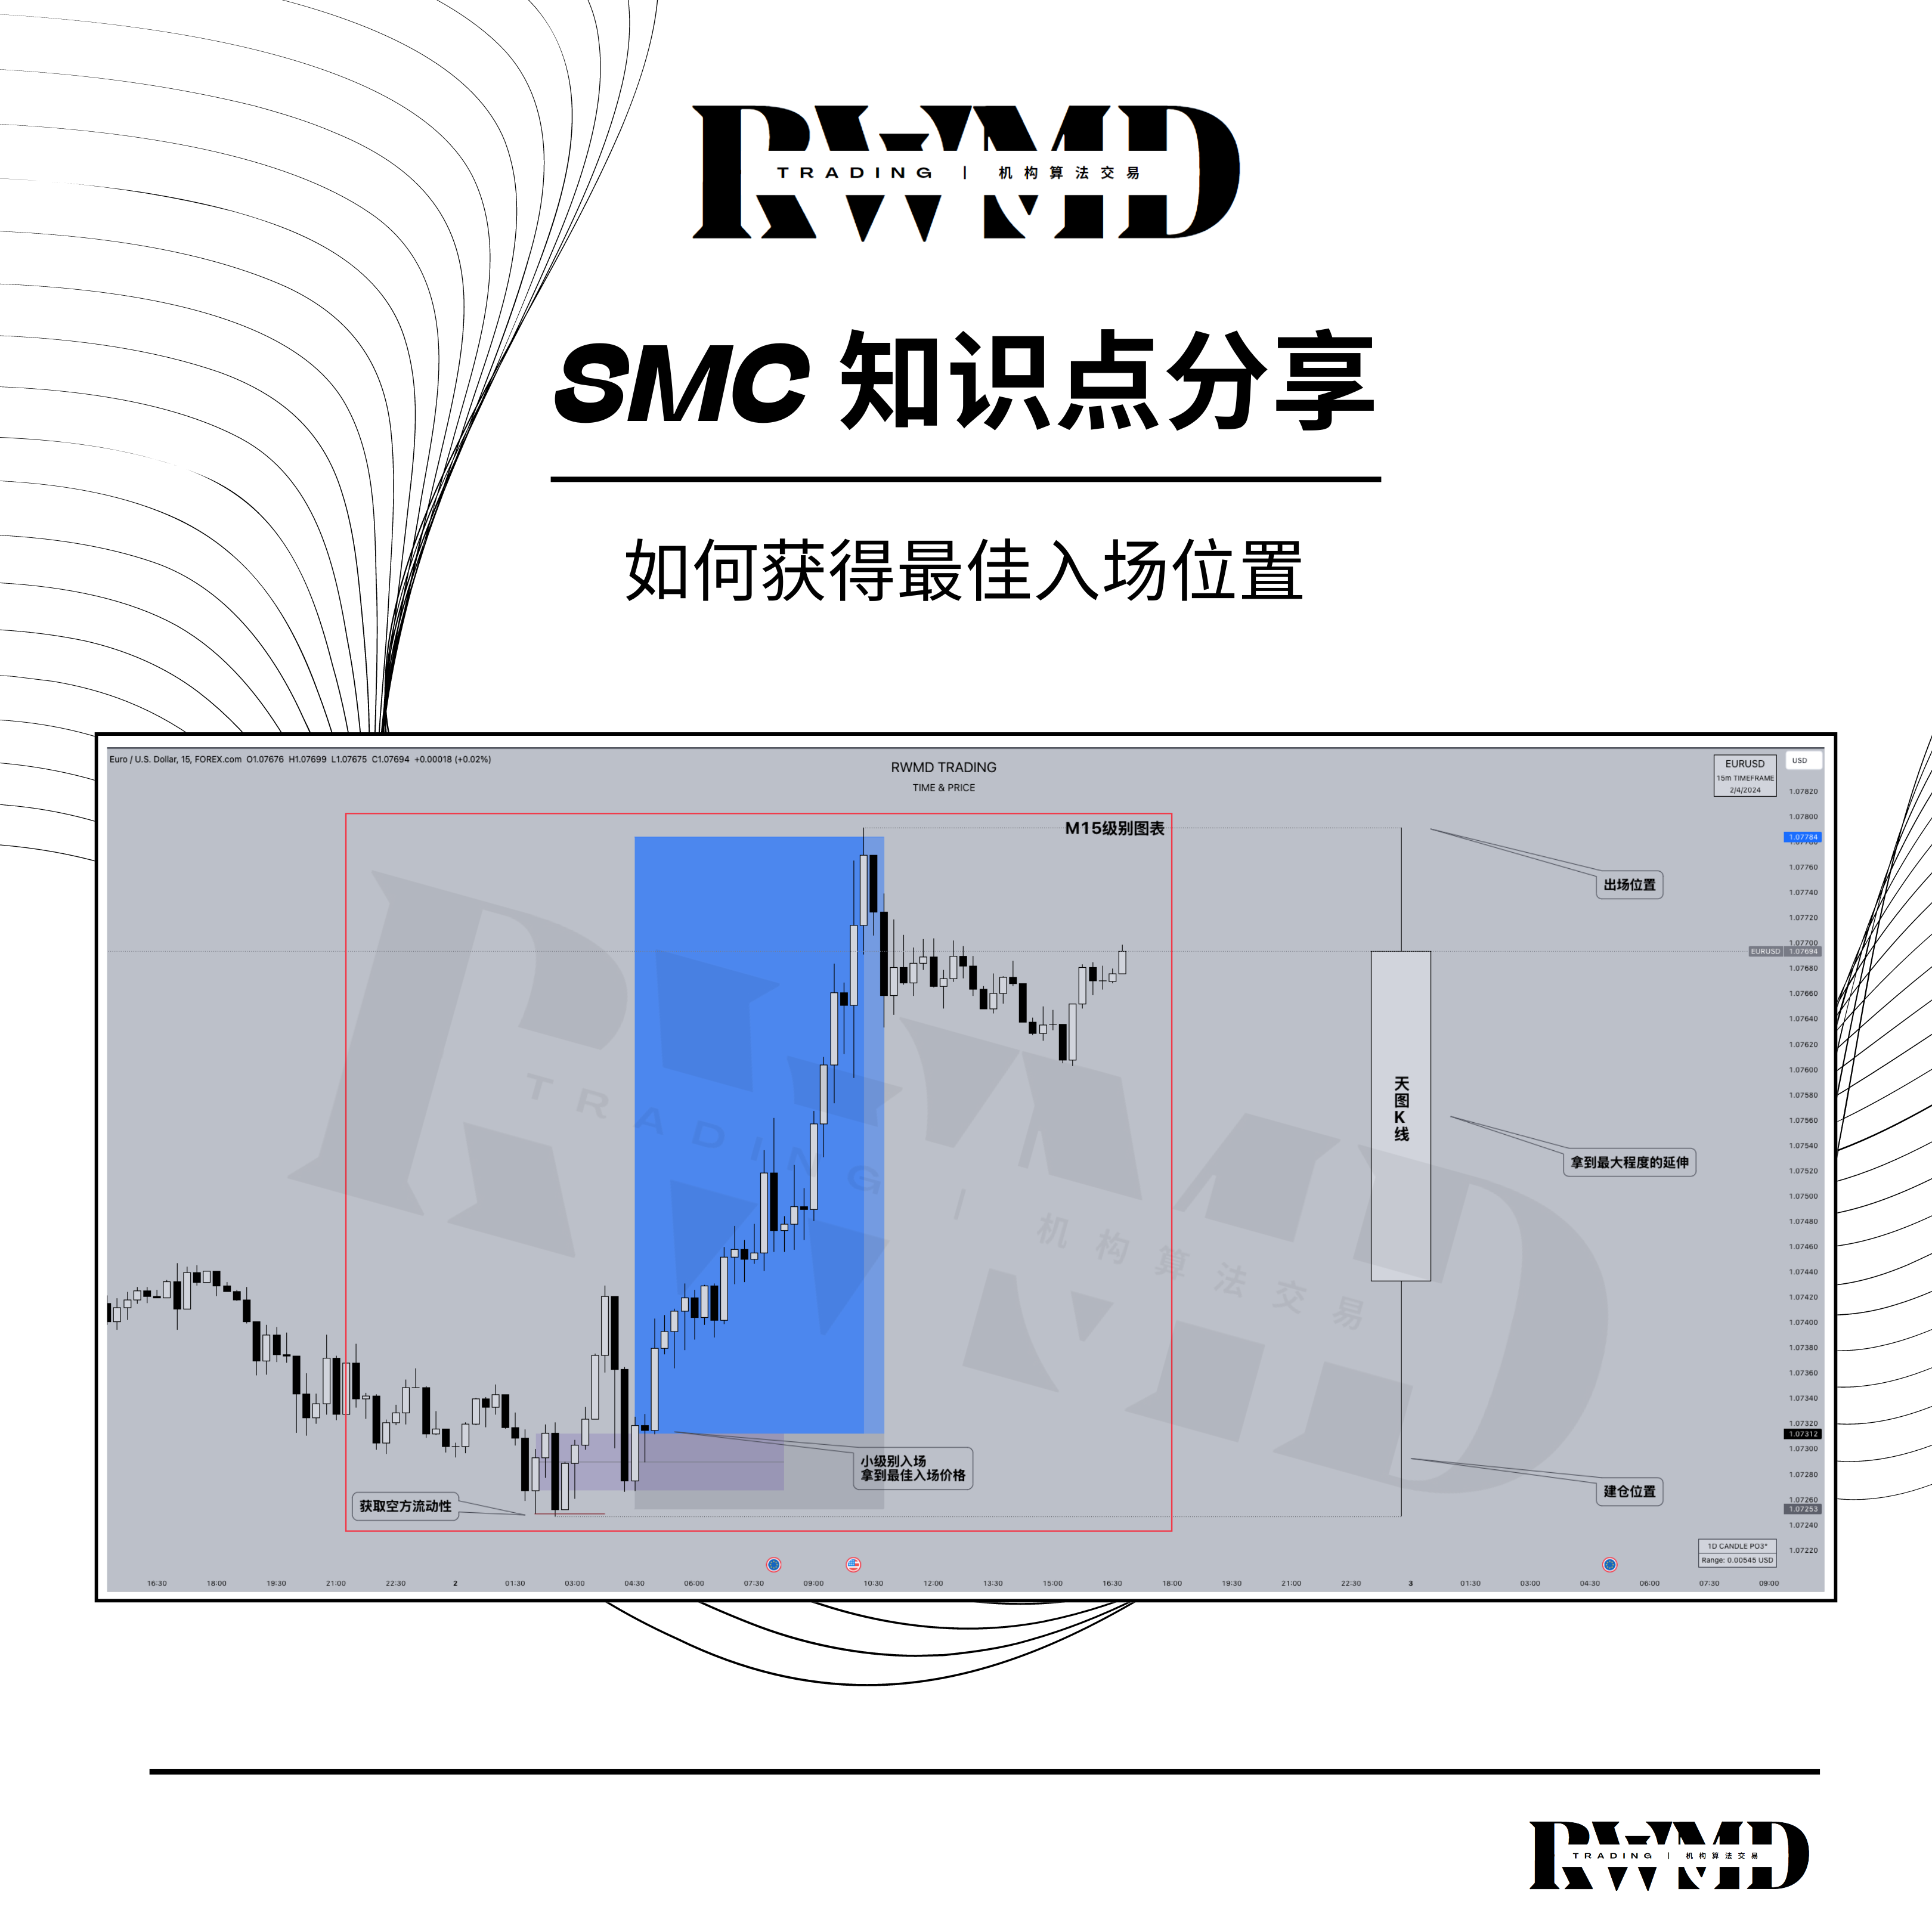 RWMD
TRADING | 机构算法交易
SMC 知识点分享
如何获得最佳入场位置
Euro / U.S. Dollar, 15, FOREX.com O1.07676 H1.07699 L1.07675 C1.07694 +0.00018 (+0.02%)
RWMD TRADING
TIME & PRICE
EURUSD
15m TIMEFRAME
2/4/2024
USD
M15级别图表
出场位置
天图K线
拿到最大程度的延伸
小级别入场
拿到最佳入场价格
获取空方流动性
建仓位置
RWMD
TRADING | 机构算法交易
1.07820
1.07800
1.07784
1.07760
1.07740
1.07720
1.07700
EURUSD 1.07694
1.07680
1.07660
1.07640
1.07620
1.07600
1.07580
1.07560
1.07540
1.07520
1.07500
1.07480
1.07460
1.07440
1.07420
1.07400
1.07380
1.07360
1.07340
1.07320
1.07312
1.07300
1.07280
1.07260
1.07253
1.07240
1.07220
1D CANDLE PO3*
Range: 0.00545 USD
16:30 18:00 19:30 21:00 22:30 2 01:30 03:00 04:30 06:00 07:30 09:00 10:30 12:00 13:30 15:00 16:30 18:00 19:30 21:00 22:30 3 01:30 03:00 04:30 06:00 07:30 09:00
RWMD
TRADING | 机构算法交易